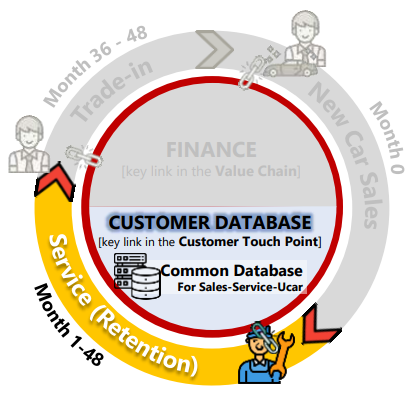 Month 36 - 48
Trade-in
New Car Sales
Month 0
FINANCE
[key link in the Value Chain]
CUSTOMER DATABASE
[key link in the Customer Touch Point]
Common Database
For Sales-Service-Ucar
Service (Retention)
Month 1-48